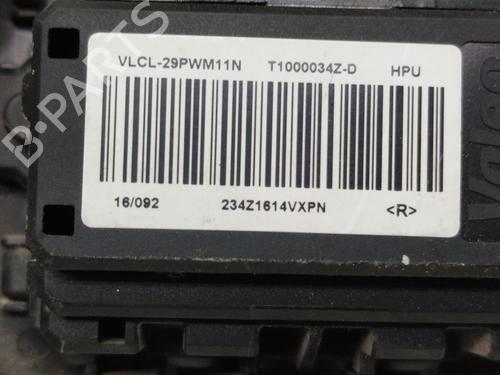 VLCL-29PWM11N T1000034Z-D HPU
16/092 234Z1614VXPN <R>
Valeo
B-PARTS